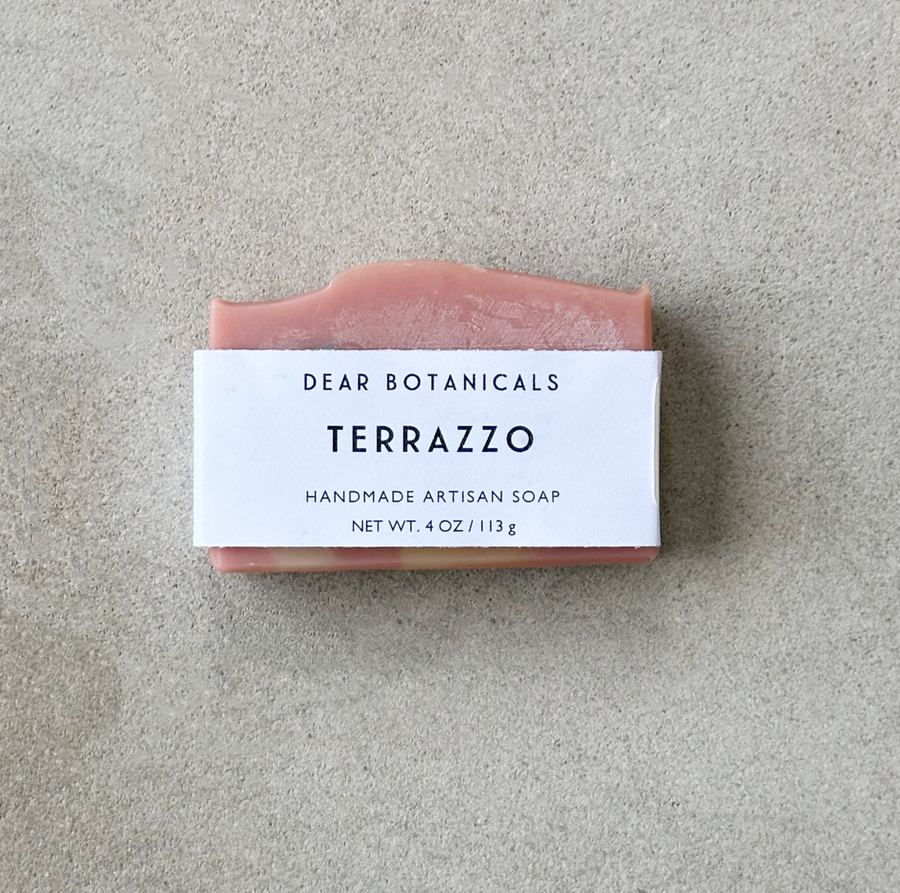 DEAR BOTANICALS
TERRAZZO
HANDMADE ARTISAN SOAP
NET WT. 4 OZ / 113 g